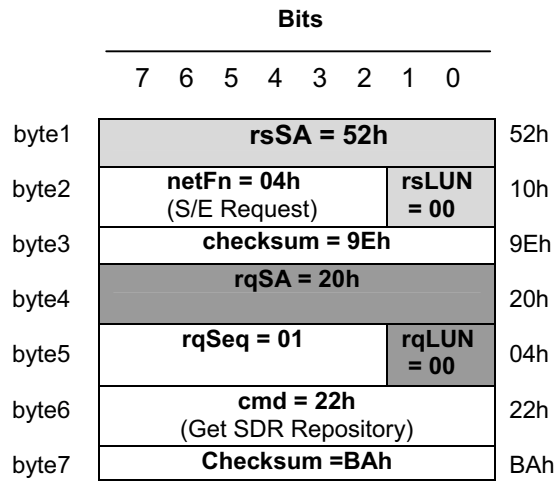 Bits
7 6 5 4 3 2 1 0
byte1 rsSA = 52h 52h
byte2 netFn = 04h rsLUN 10h
(S/E Request) = 00
byte3 checksum = 9Eh 9Eh
byte4 rqSA = 20h 20h
byte5 rqSeq = 01 rqLUN 04h
= 00
byte6 cmd = 22h 22h
(Get SDR Repository)
byte7 Checksum =BAh BAh